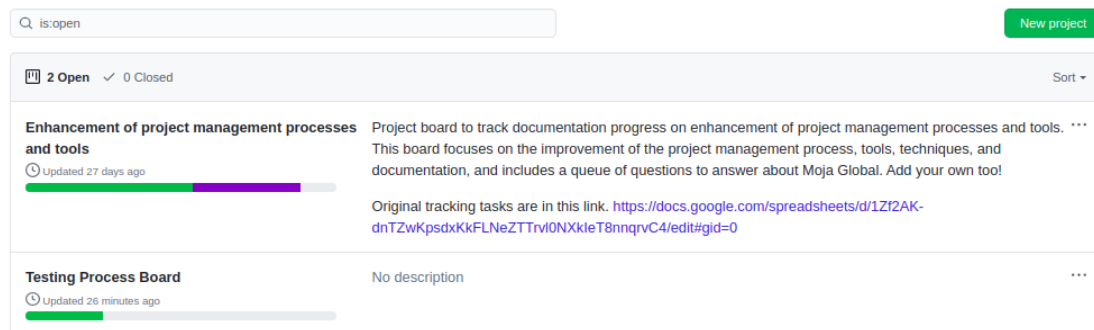 is:open
New project
2 Open 0 Closed
Sort
Enhancement of project management processes
and tools
Updated 27 days ago
Project board to track documentation progress on enhancement of project management processes and tools.
This board focuses on the improvement of the project management process, tools, techniques, and
documentation, and includes a queue of questions to answer about Moja Global. Add your own too!
Original tracking tasks are in this link. https://docs.google.com/spreadsheets/d/1Zf2AK-
dnTZwKpsdxKkFLNeZTTrvl0NXkIeT8nnqrvC4/edit#gid=0
Testing Process Board
Updated 26 minutes ago
No description